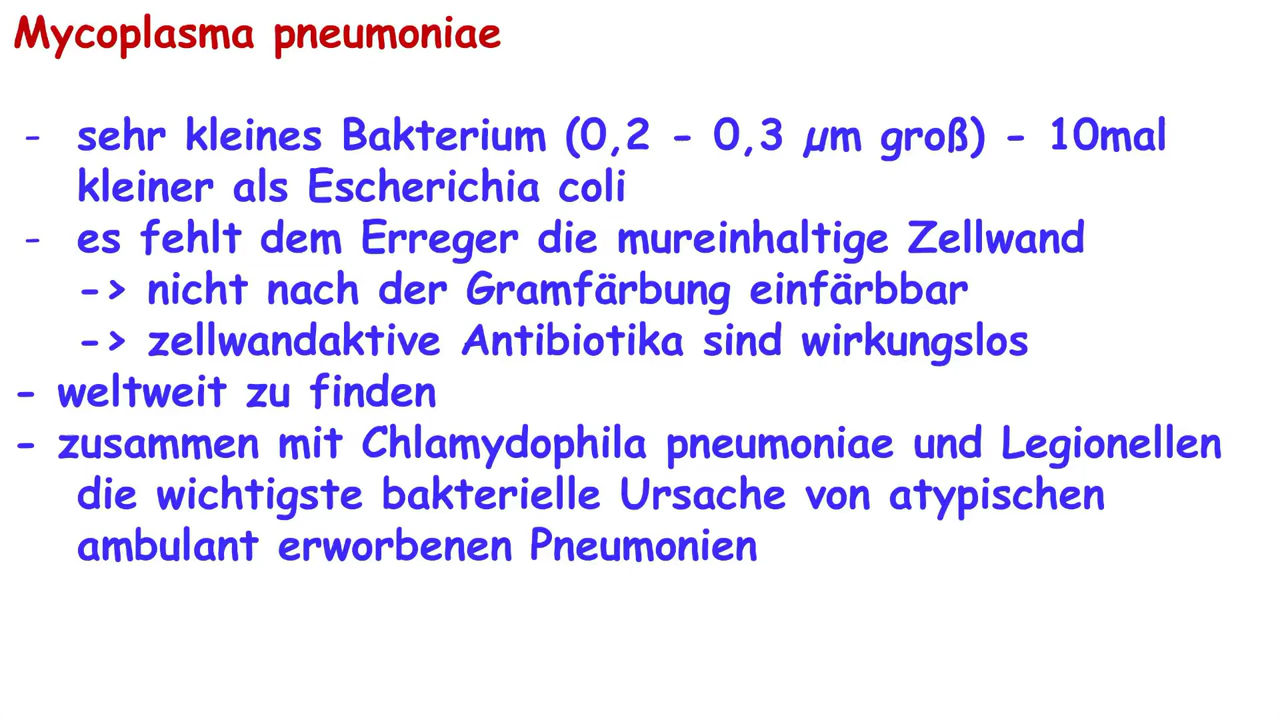 Mycoplasma pneumoniae
- sehr kleines Bakterium (0,2 - 0,3 µm groß) - 10mal
kleiner als Escherichia coli
- es fehlt dem Erreger die mureinhaltige Zellwand
-> nicht nach der Gramfärbung einfärbbar
-> zellwandaktive Antibiotika sind wirkungslos
- weltweit zu finden
- zusammen mit Chlamydophila pneumoniae und Legionellen
die wichtigste bakterielle Ursache von atypischen
ambulant erworbenen Pneumonien